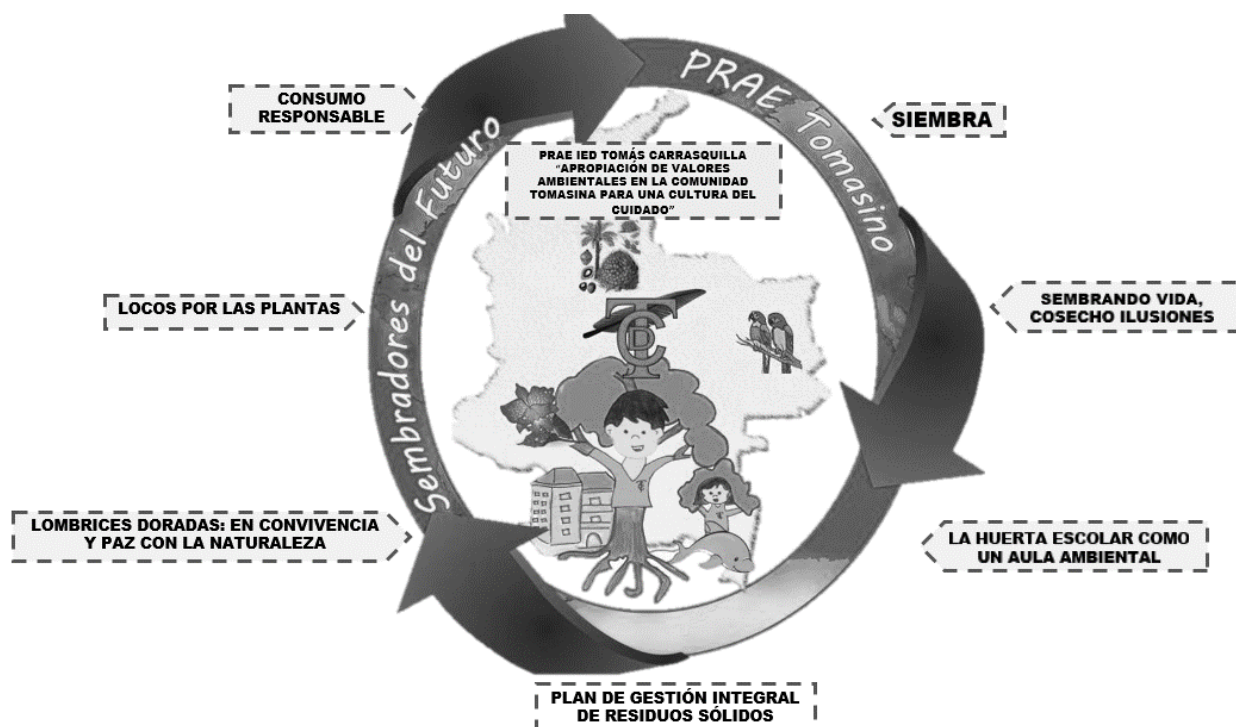 CONSUMO
RESPONSABLE
PRAE Tomasino
SIEMBRA
PRAE IED TOMÁS CARRASQUILLA
"APROPIACIÓN DE VALORES
AMBIENTALES EN LA COMUNIDAD
TOMASINA PARA UNA CULTURA DEL
CUIDADO"
Sembradores del Futuro
LOCOS POR LAS PLANTAS
SEMBRANDO VIDA,
COSECHO ILUSIONES
LOMBRICES DORADAS: EN CONVIVENCIA
Y PAZ CON LA NATURALEZA
LA HUERTA ESCOLAR COMO
UN AULA AMBIENTAL
PLAN DE GESTIÓN INTEGRAL
DE RESIDUOS SÓLIDOS